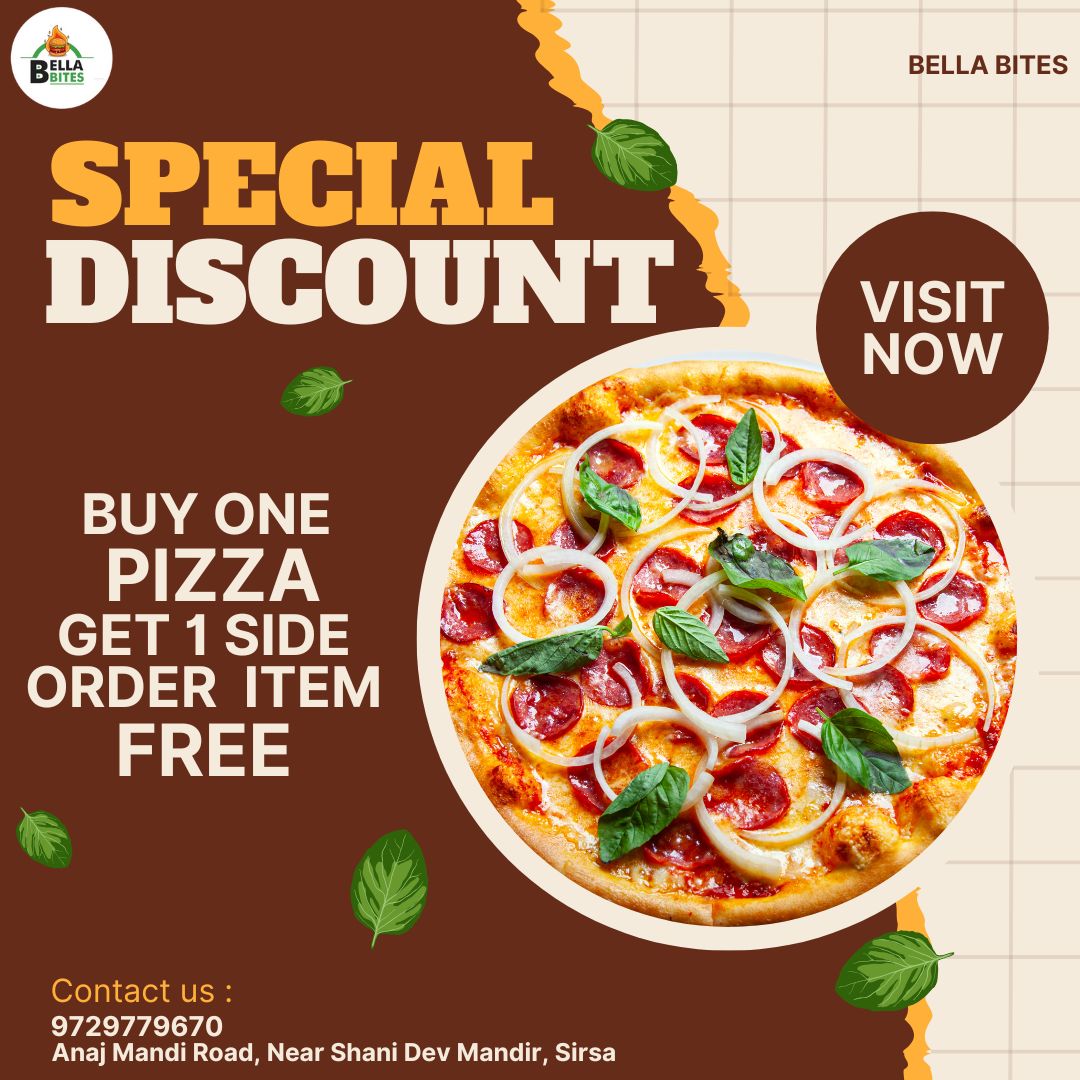 BELLA
BITES
BELLA BITES
SPECIAL
DISCOUNT
VISIT
NOW
BUY ONE
PIZZA
GET 1 SIDE
ORDER ITEM
FREE
Contact us :
9729779670
Anaj Mandi Road, Near Shani Dev Mandir, Sirsa